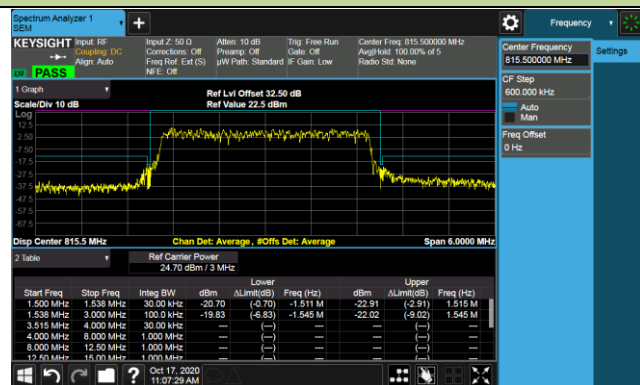 Spectrum Analyzer 1
SEM
+
Frequency
KEYSIGHT Input: RF Input Z: 50 Ω Atten: 10 dB Trig: Free Run Center Freq: 815.500000 MHz
Coupling: DC Corrections: Off Preamp: Off Gate: Off Avg|Hold: 100.00% of 5
Align: Auto Freq Ref: Ext (S) µW Path: Standard IF Gain: Low Radio Std: None
NFE: Off
PASS
Center Frequency
815.500000 MHz
Settings
CF Step
600.000 kHz
Auto
Man
Freq Offset
0 Hz
1 Graph
Scale/Div 10 dB
Ref Lvl Offset 32.50 dB
Ref Value 22.5 dBm
Log
12.5
2.50
-7.50
-17.5
-27.5
-37.5
-47.5
-57.5
-67.5
Disp Center 815.5 MHz Chan Det: Average , #Offs Det: Average Span 6.0000 MHz
2 Table
Ref Carrier Power
24.70 dBm / 3 MHz
Lower Upper
Start Freq Stop Freq Integ BW dBm ΔLimit(dB) Freq (Hz) dBm ΔLimit(dB) Freq (Hz)
1.500 MHz 1.538 MHz 30.00 kHz -20.70 (-0.70) -1.511 M -22.91 (-2.91) 1.515 M
1.538 MHz 3.000 MHz 100.0 kHz -19.83 (-6.83) -1.545 M -22.02 (-9.02) 1.545 M
3.515 MHz 4.000 MHz 30.00 kHz --- (---) --- --- (---) ---
4.000 MHz 8.000 MHz 1.000 MHz --- (---) --- --- (---) ---
8.000 MHz 12.50 MHz 1.000 MHz --- (---) --- --- (---) ---
12.50 MHz 15.00 MHz 1.000 MHz --- (---) --- --- (---) ---
? Oct 17, 2020
11:07:29 AM